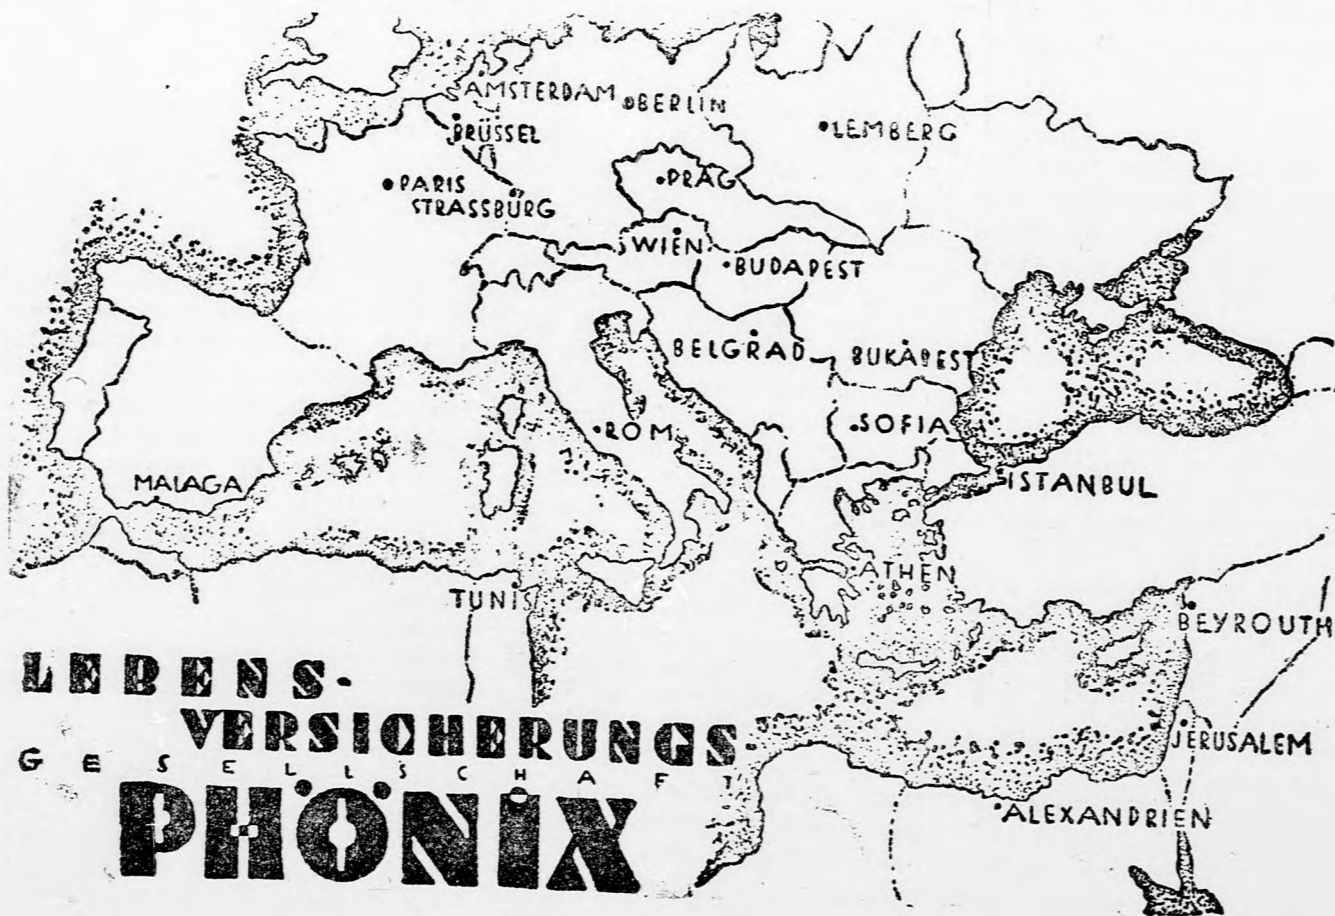 AMSTERDAM
BERLIN
LEMBERG
BRÜSSEL
PARIS
PRAG
STRASSBURG
WIEN
BUDAPEST
BELGRAD
BUKAREST
ROM
SOFIA
MALAGA
ISTANBUL
ATHEN
TUNIS
BEYROUTH
LEBENS-
VERSICHERUNGS-
JERUSALEM
GESELLSCHAFT
PHÖNIX
ALEXANDRIEN